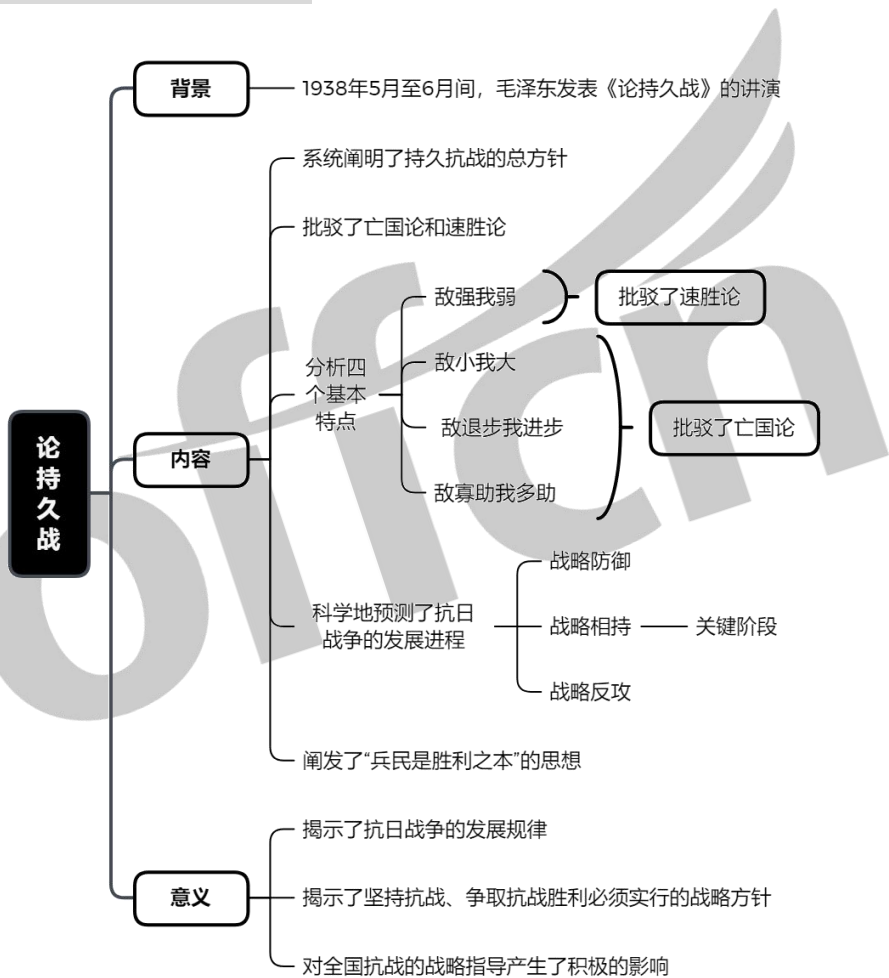 论
持
久
战
背景
1938年5月至6月间，毛泽东发表《论持久战》的讲演
内容
系统阐明了持久抗战的总方针
批驳了亡国论和速胜论
分析四
个基本
特点
敌强我弱
批驳了速胜论
敌小我大
敌退步我进步
敌寡助我多助
批驳了亡国论
科学地预测了抗日
战争的发展进程
战略防御
战略相持
关键阶段
战略反攻
阐发了“兵民是胜利之本”的思想
意义
揭示了抗日战争的发展规律
揭示了坚持抗战、争取抗战胜利必须实行的战略方针
对全国抗战的战略指导产生了积极的影响
offcn